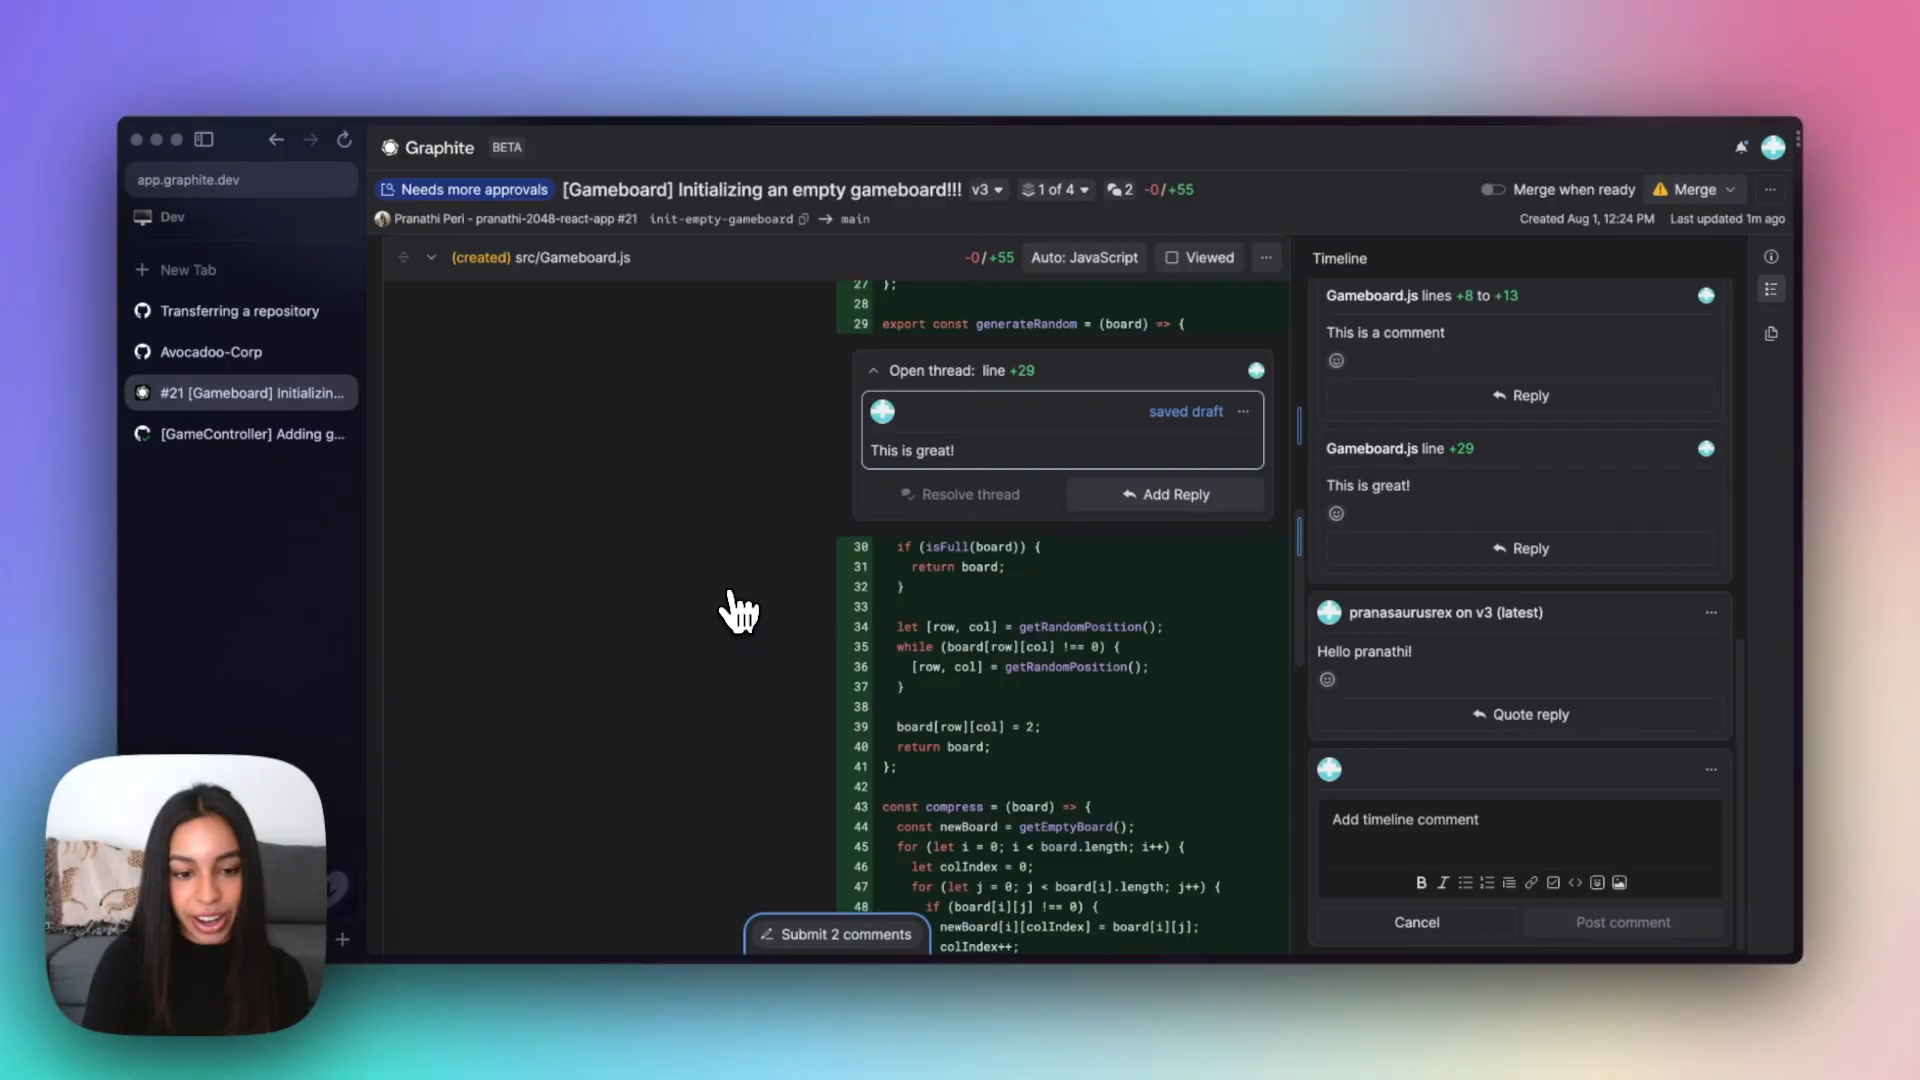 Graphite BETA
app.graphite.dev
Needs more approvals [Gameboard] Initializing an empty gameboard!!! v3 1 of 4 2 -0/+55 Merge when ready Merge
Dev
Pranathi Peri - pranathi-2048-react-app #21 init-empty-gameboard → main Created Aug 1, 12:24 PM Last updated 1m ago
New Tab
Transferring a repository
Avocadoo-Corp
#21 [Gameboard] Initializin...
[GameController] Adding g...
(created) src/Gameboard.js -0/+55 Auto: JavaScript Viewed
27 };
28
29 export const generateRandom = (board) => {
Open thread: line +29
saved draft
This is great!
Resolve thread Add Reply
30 if (isFull(board)) {
31 return board;
32 }
33
34 let [row, col] = getRandomPosition();
35 while (board[row][col] !== 0) {
36 [row, col] = getRandomPosition();
37 }
38
39 board[row][col] = 2;
40 return board;
41 };
42
43 const compress = (board) => {
44 const newBoard = getEmptyBoard();
45 for (let i = 0; i < board.length; i++) {
46 let colIndex = 0;
47 for (let j = 0; j < board[i].length; j++) {
48 if (board[i][j] !== 0) {
newBoard[i][colIndex] = board[i][j];
colIndex++;
Submit 2 comments
Timeline
Gameboard.js lines +8 to +13
This is a comment
Reply
Gameboard.js line +29
This is great!
Reply
pranasaurusrex on v3 (latest)
Hello pranathi!
Quote reply
Add timeline comment
Cancel Post comment